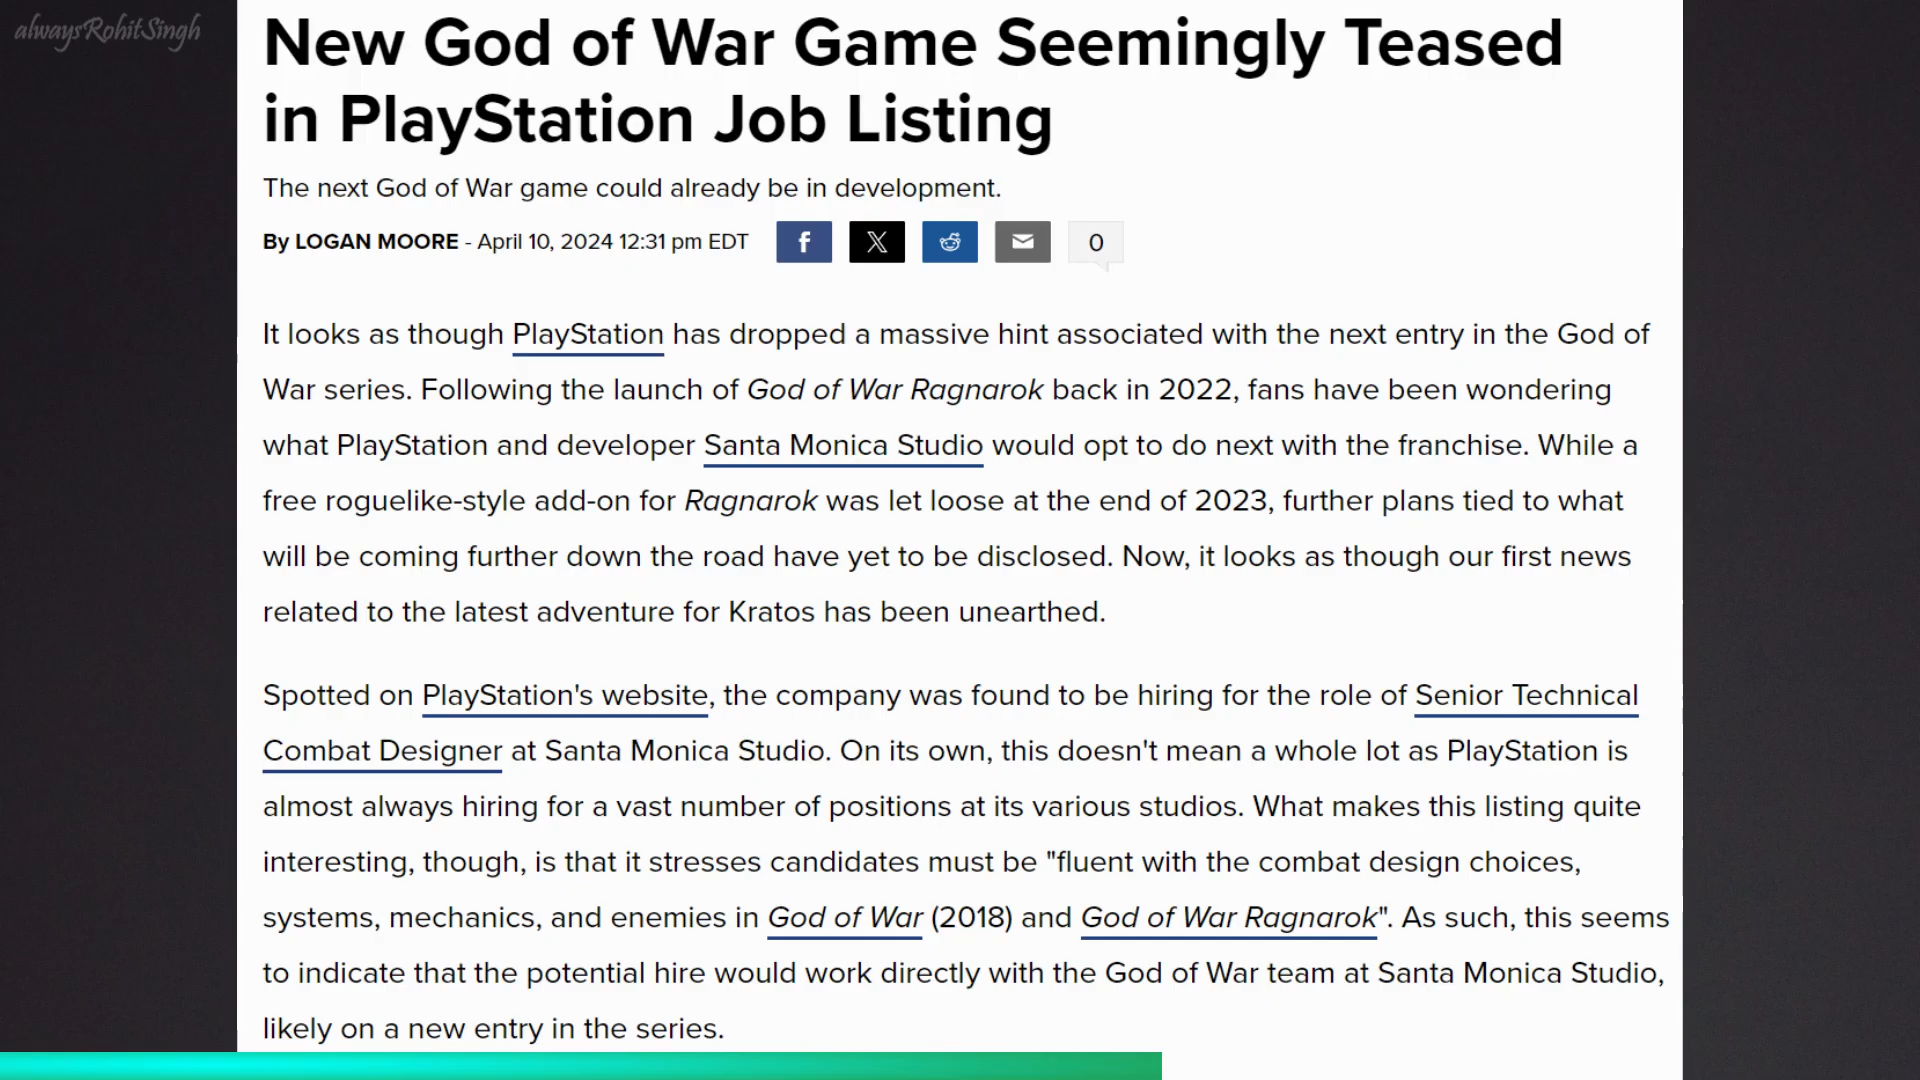 alwaysRohitSingh
New God of War Game Seemingly Teased
in PlayStation Job Listing
The next God of War game could already be in development.
By LOGAN MOORE - April 10, 2024 12:31 pm EDT
f X 0
It looks as though PlayStation has dropped a massive hint associated with the next entry in the God of
War series. Following the launch of God of War Ragnarok back in 2022, fans have been wondering
what PlayStation and developer Santa Monica Studio would opt to do next with the franchise. While a
free roguelike-style add-on for Ragnarok was let loose at the end of 2023, further plans tied to what
will be coming further down the road have yet to be disclosed. Now, it looks as though our first news
related to the latest adventure for Kratos has been unearthed.
Spotted on PlayStation's website, the company was found to be hiring for the role of Senior Technical
Combat Designer at Santa Monica Studio. On its own, this doesn't mean a whole lot as PlayStation is
almost always hiring for a vast number of positions at its various studios. What makes this listing quite
interesting, though, is that it stresses candidates must be "fluent with the combat design choices,
systems, mechanics, and enemies in God of War (2018) and God of War Ragnarok". As such, this seems
to indicate that the potential hire would work directly with the God of War team at Santa Monica Studio,
likely on a new entry in the series.